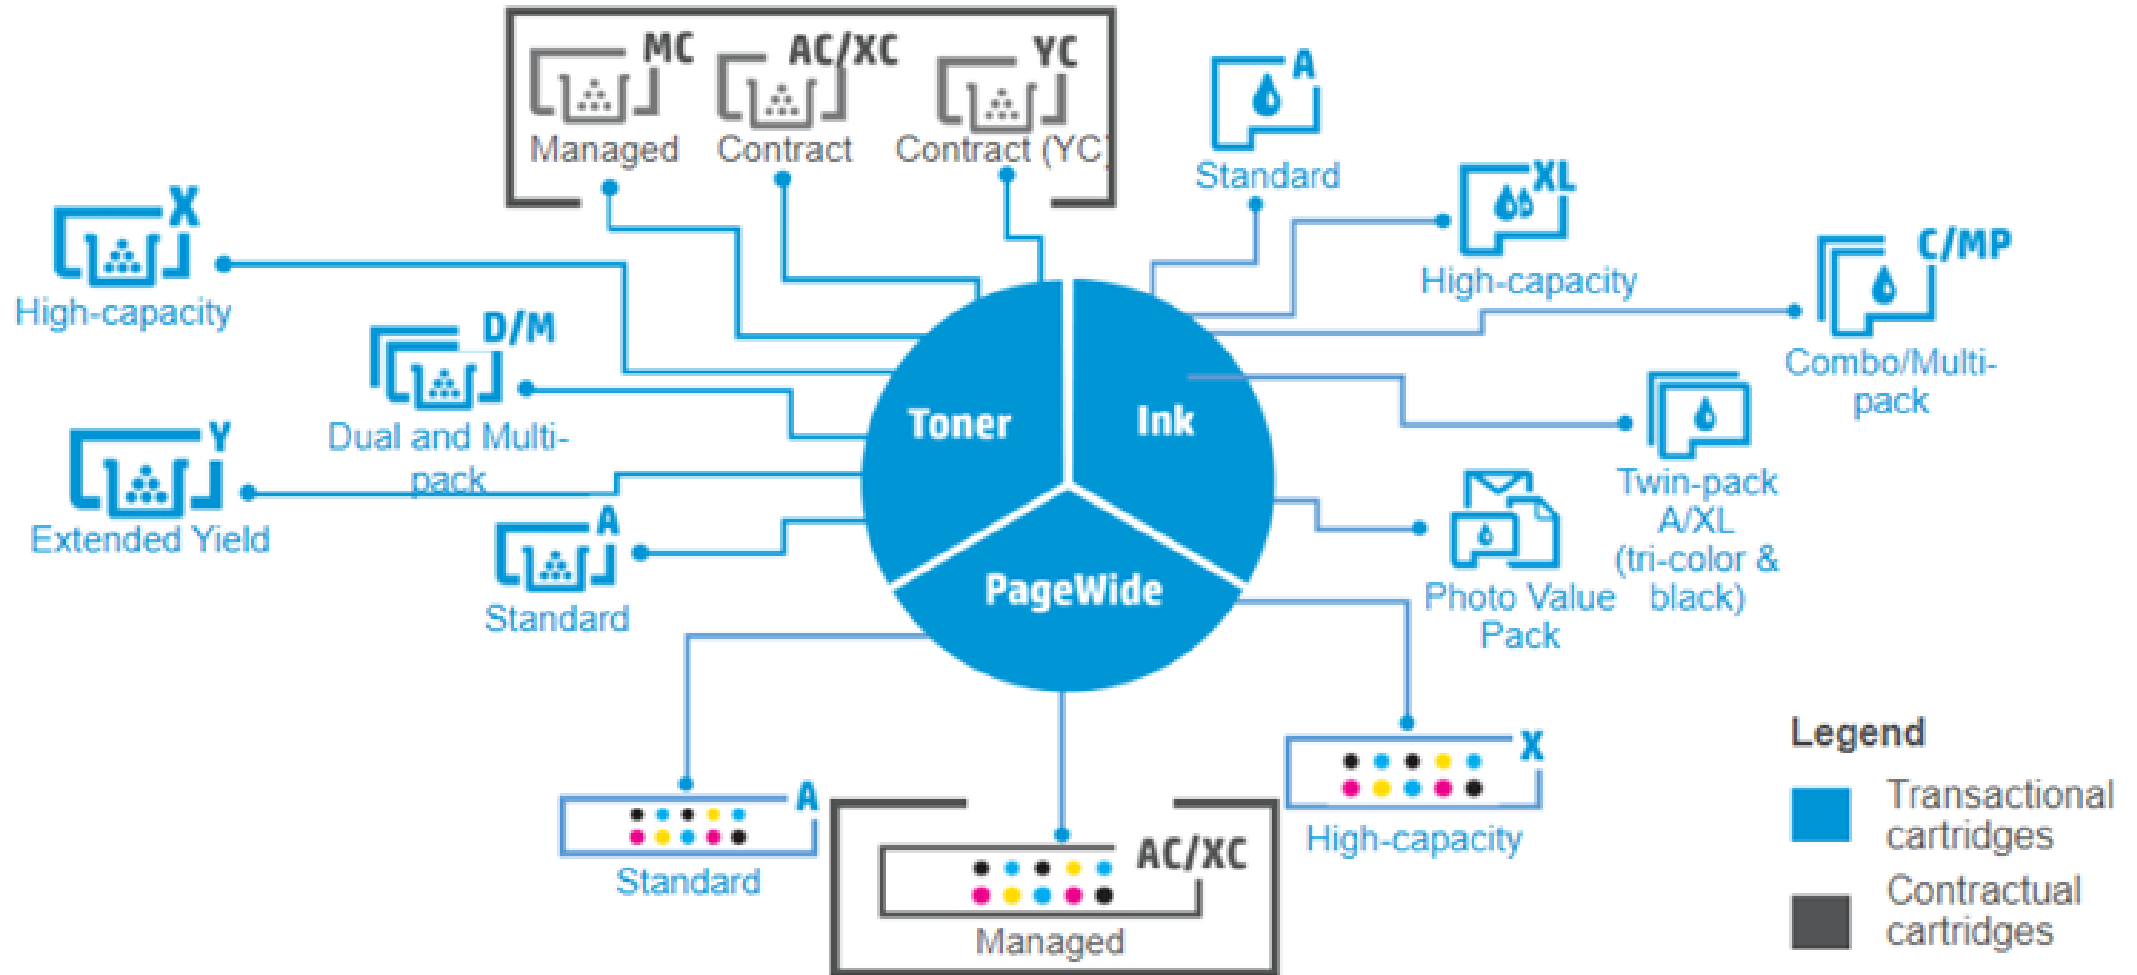 MC
Managed
AC/XC
Contract
YC
Contract (YC)
A
Standard
XL
High-capacity
C/MP
Combo/Multi-
pack
X
High-capacity
D/M
Dual and Multi-
pack
Y
Extended Yield
A
Standard
Toner
Ink
PageWide
Twin-pack
A/XL
(tri-color &
black)
Photo Value
Pack
A
Standard
AC/XC
Managed
X
High-capacity
Legend
Transactional
cartridges
Contractual
cartridges